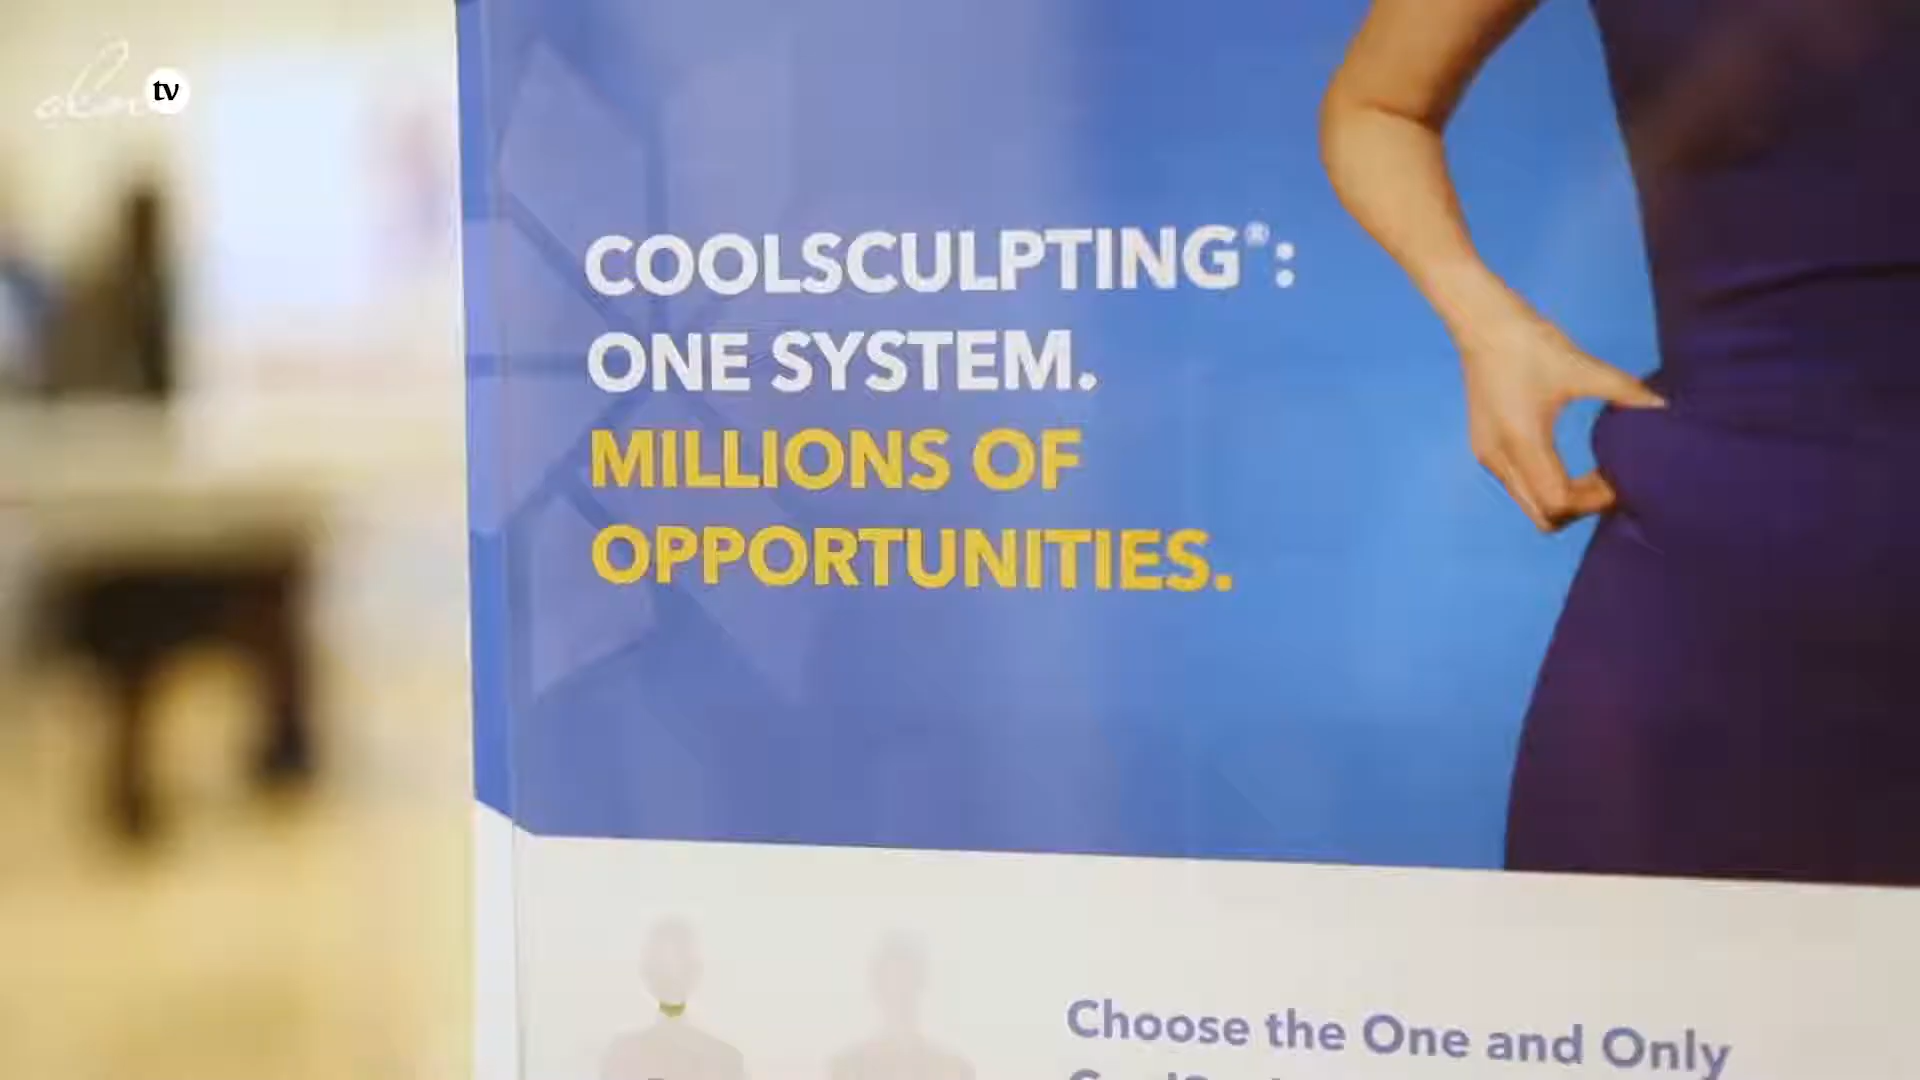 tv
COOLSCULPTING®:
ONE SYSTEM.
MILLIONS OF
OPPORTUNITIES.
Choose the One and Only